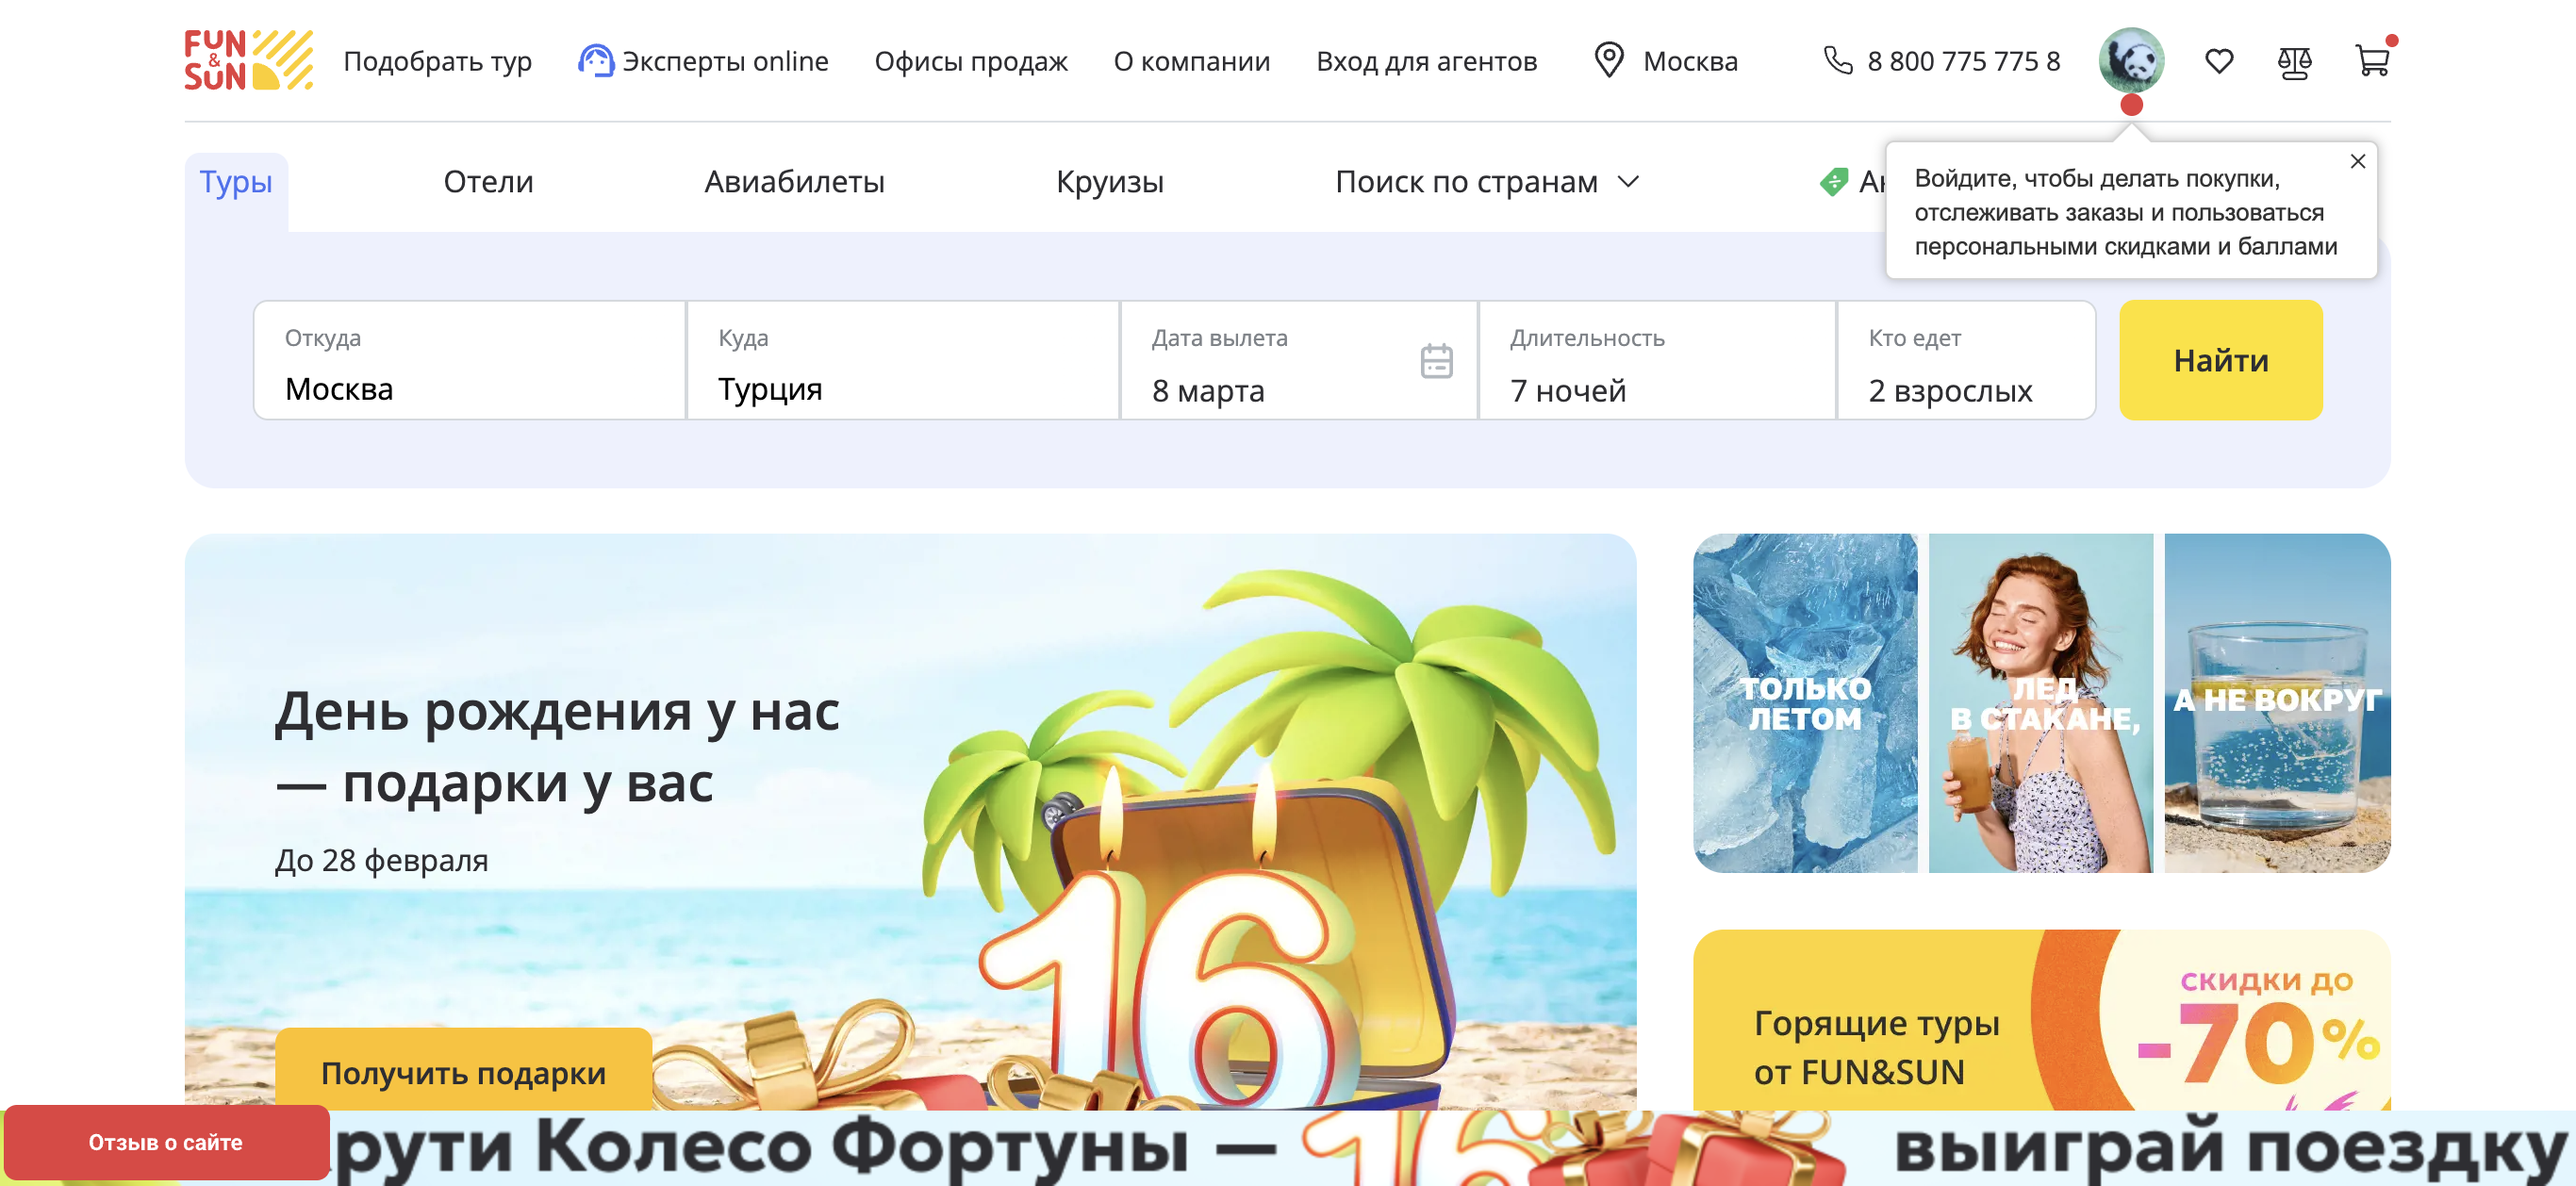 FUN
&
SUN
Подобрать тур
Эксперты online
Офисы продаж
О компании
Вход для агентов
Москва
8 800 775 775 8
Туры
Отели
Авиабилеты
Круизы
Поиск по странам
Войдите, чтобы делать покупки,
отслеживать заказы и пользоваться
персональными скидками и баллами
Откуда
Москва
Куда
Турция
Дата вылета
8 марта
Длительность
7 ночей
Кто едет
2 взрослых
Найти
День рождения у нас
— подарки у вас
До 28 февраля
Получить подарки
16
ТОЛЬКО
ЛЕТОМ
ЛЕД
В СТАКАНЕ,
А НЕ ВОКРУГ
Горящие туры
от FUN&SUN
СКИДКИ ДО
-70%
Отзыв о сайте
рути Колесо Фортуны — 16 выиграй поездку